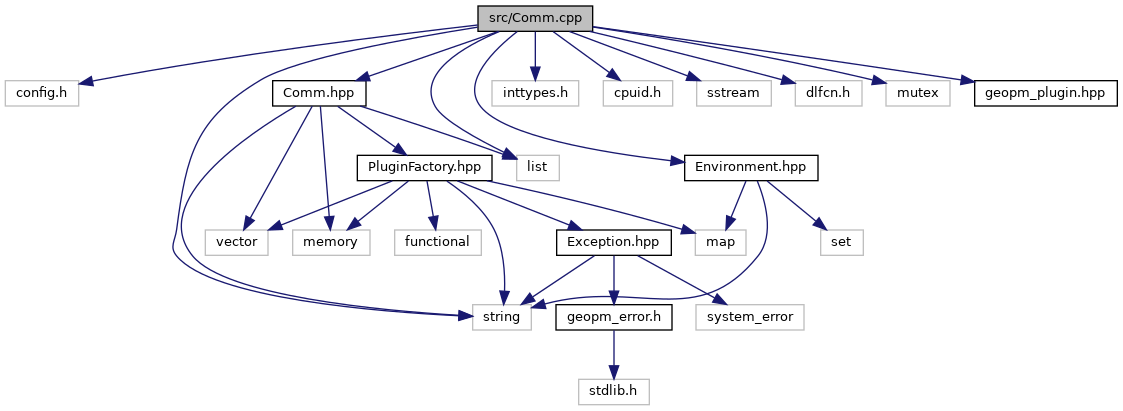 src/Comm.cpp
config.h
Comm.hpp
inttypes.h
cpuid.h
sstream
dlfcn.h
mutex
geopm_plugin.hpp
PluginFactory.hpp
list
Environment.hpp
vector
memory
functional
Exception.hpp
map
set
string
geopm_error.h
system_error
stdlib.h